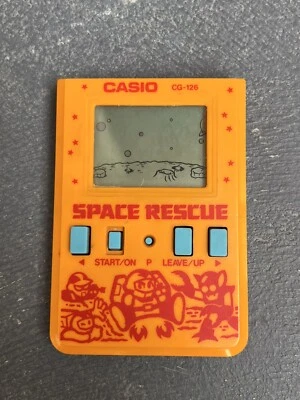 CASIO CG-126
SPACE RESCUE
START/ON P LEAVE/UP